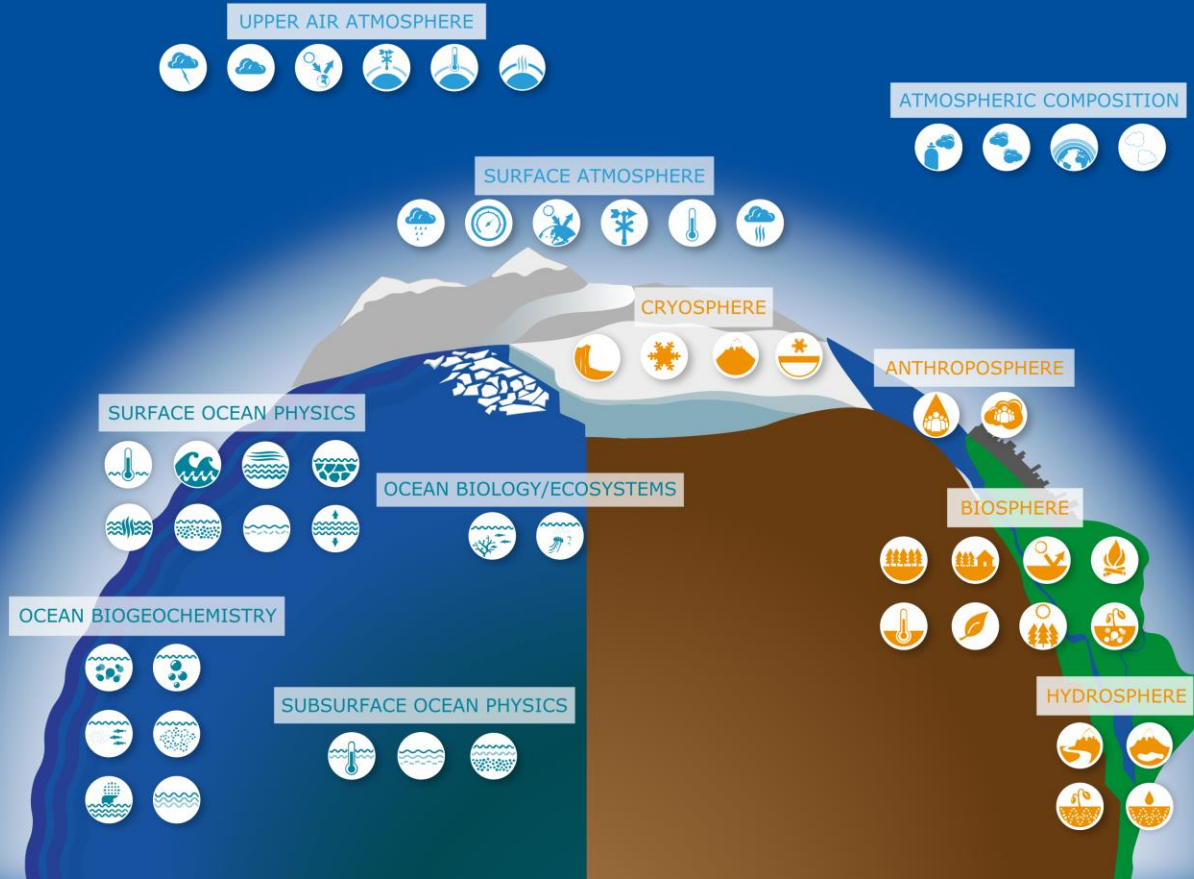 UPPER AIR ATMOSPHERE
ATMOSPHERIC COMPOSITION
SURFACE ATMOSPHERE
CRYOSPHERE
ANTHROPOSPHERE
SURFACE OCEAN PHYSICS
OCEAN BIOLOGY/ECOSYSTEMS
BIOSPHERE
OCEAN BIOGEOCHEMISTRY
SUBSURFACE OCEAN PHYSICS
HYDROSPHERE